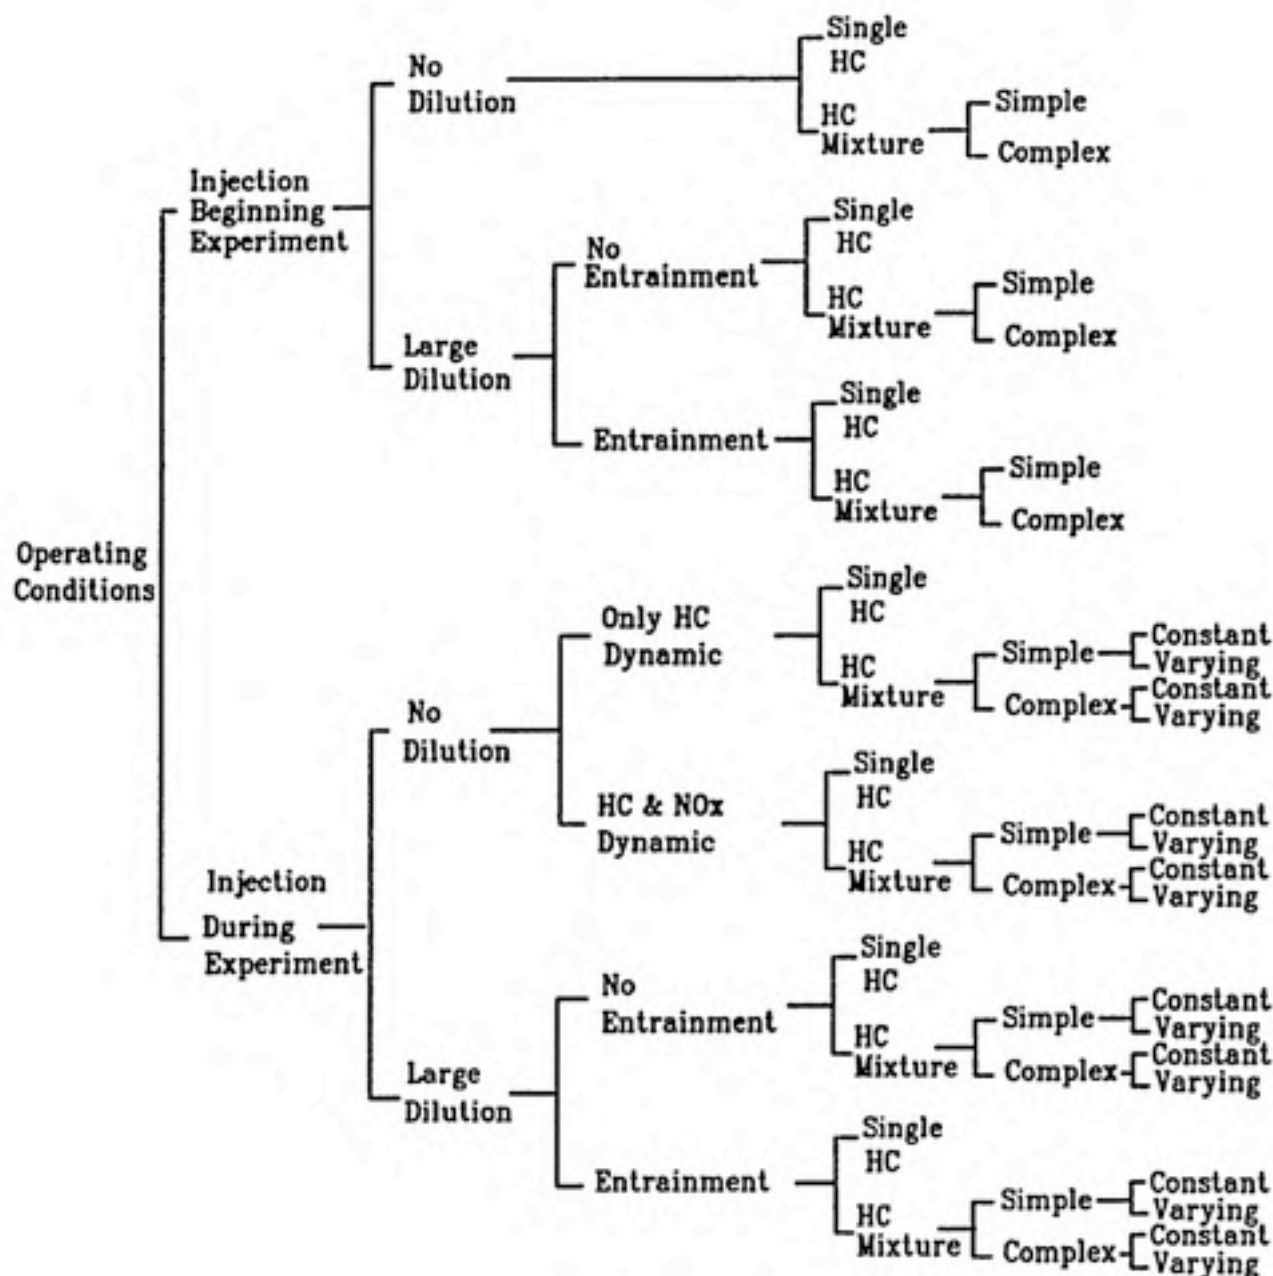 Operating
Conditions
Injection
Beginning
Experiment
No
Dilution
Single
HC
HC
Mixture
Simple
Complex
Large
Dilution
No
Entrainment
Single
HC
HC
Mixture
Simple
Complex
Entrainment
Single
HC
HC
Mixture
Simple
Complex
Injection
During
Experiment
No
Dilution
Only HC
Dynamic
Single
HC
HC
Mixture
Simple
Constant
Varying
Complex
Constant
Varying
HC & NOx
Dynamic
Single
HC
HC
Mixture
Simple
Constant
Varying
Complex
Constant
Varying
Large
Dilution
No
Entrainment
Single
HC
HC
Mixture
Simple
Constant
Varying
Complex
Constant
Varying
Entrainment
Single
HC
HC
Mixture
Simple
Constant
Varying
Complex
Constant
Varying